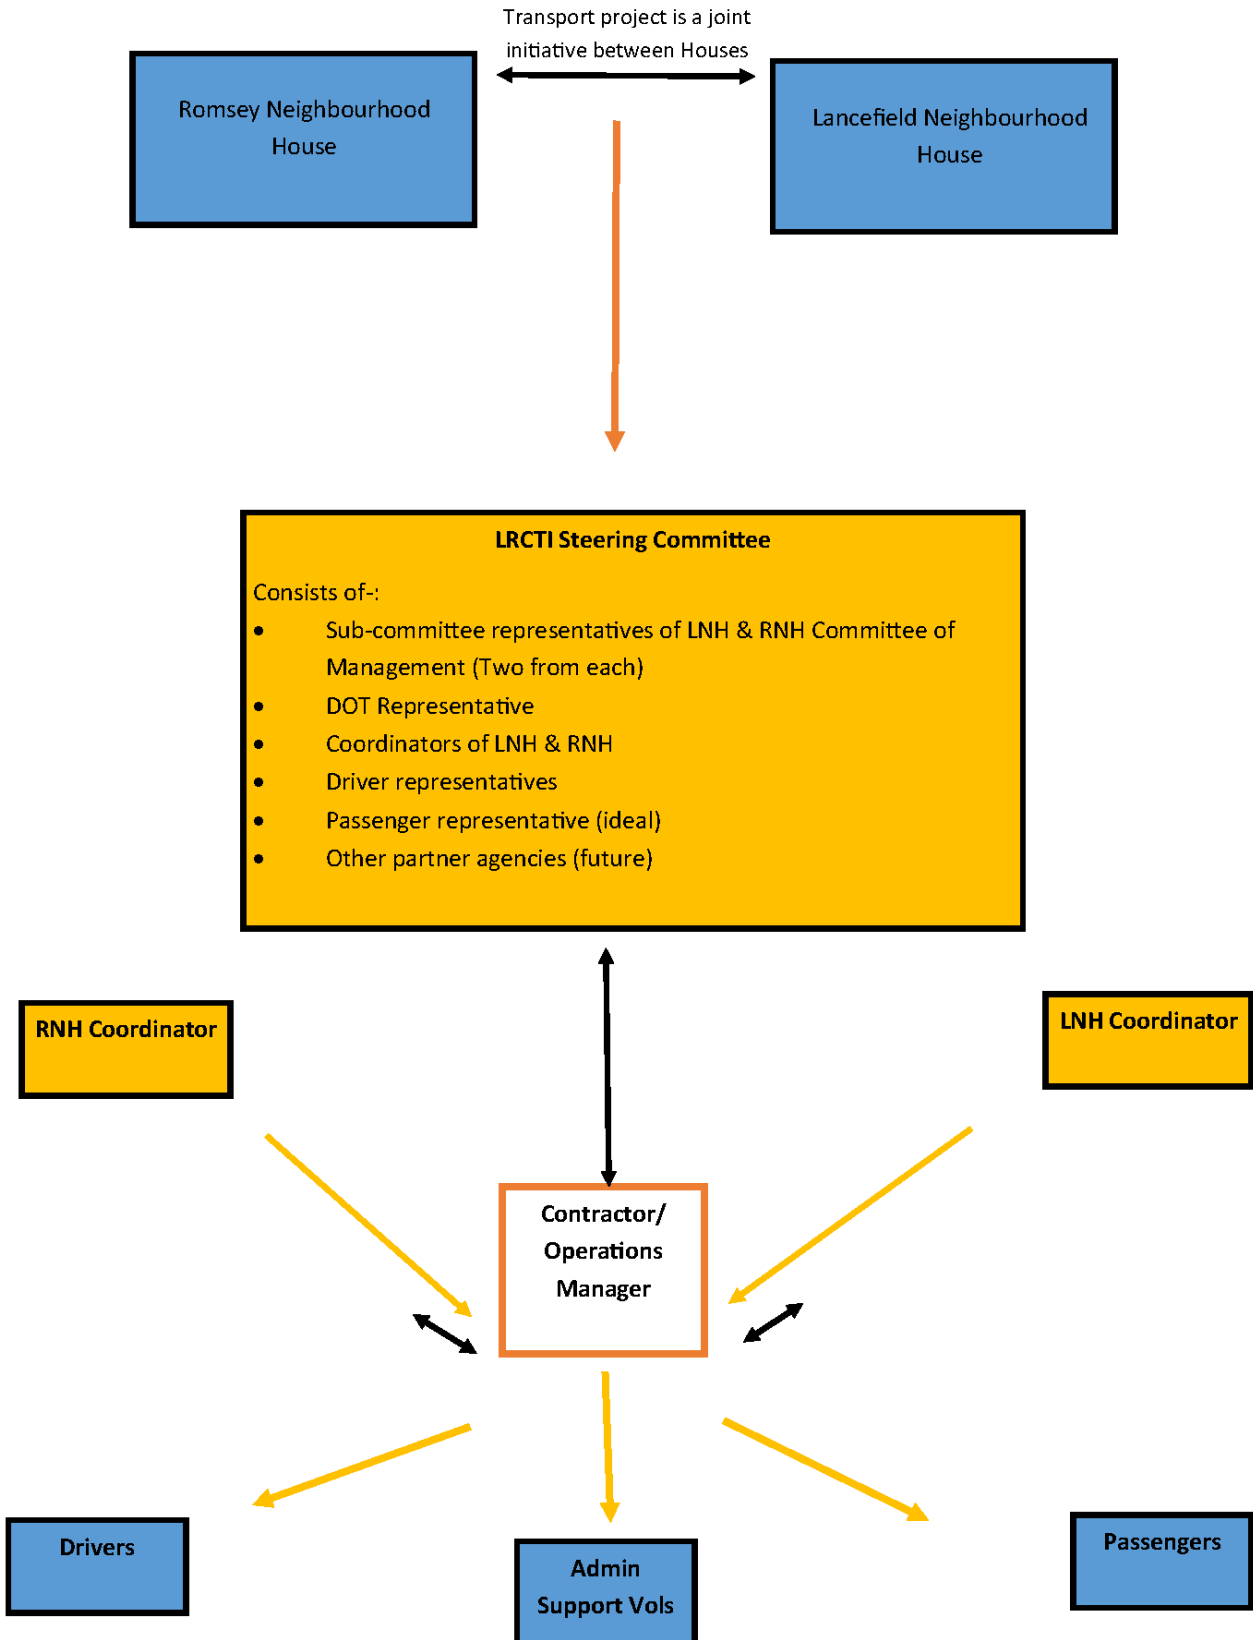 Transport project is a joint
initiative between Houses
Romsey Neighbourhood
House
Lancefield Neighbourhood
House
LRCTI Steering Committee
Consists of-:
• Sub-committee representatives of LNH & RNH Committee of
Management (Two from each)
• DOT Representative
• Coordinators of LNH & RNH
• Driver representatives
• Passenger representative (ideal)
• Other partner agencies (future)
RNH Coordinator
LNH Coordinator
Contractor/
Operations
Manager
Drivers
Admin
Support Vols
Passengers